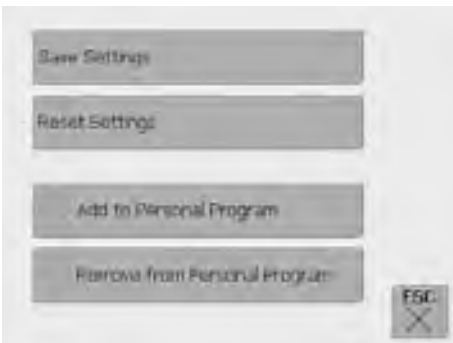 Save Settings
Reset Settings
Add to Personal Program
Remove from Personal Program
ESC